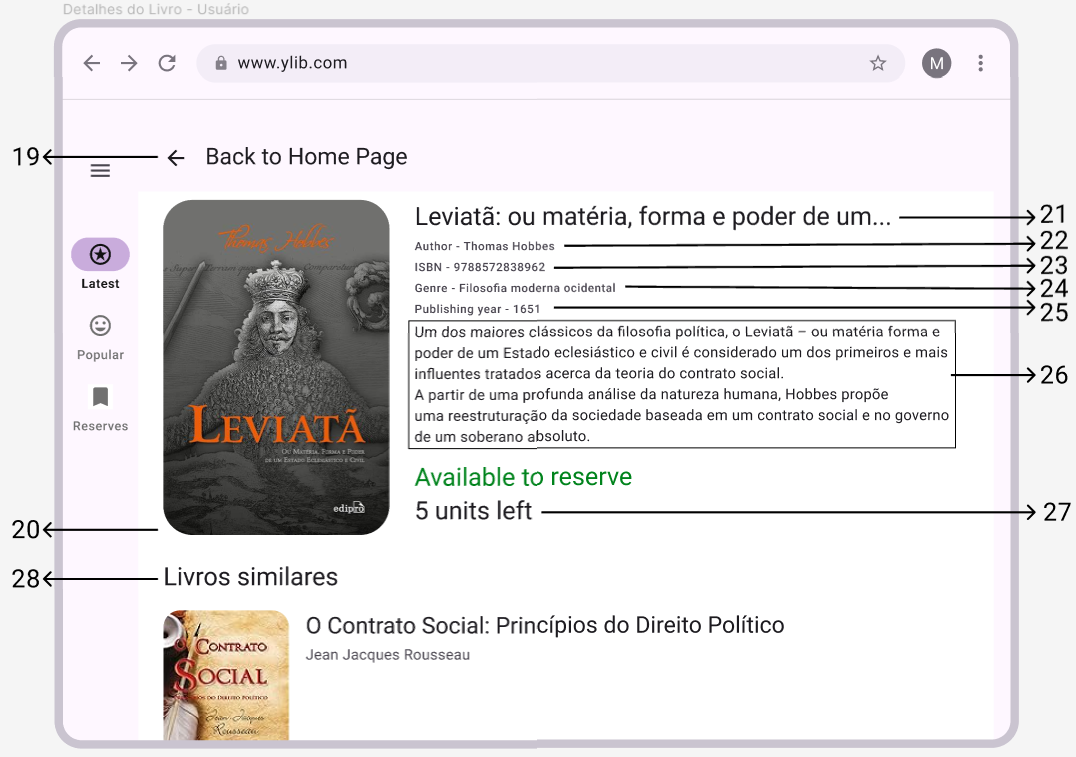 Detalhes do Livro - Usuário
www.ylib.com
M
19
Back to Home Page
Latest
Popular
Reserves
Thomas Hobbes
LEVIATÃ
OU MATÉRIA, FORMA E PODER
DE UM ESTADO ECLESIÁSTICO E CIVIL
edipro
Leviatã: ou matéria, forma e poder de um...
21
Author - Thomas Hobbes
22
ISBN - 9788572838962
23
Genre - Filosofia moderna ocidental
24
Publishing year - 1651
25
Um dos maiores clássicos da filosofia política, o Leviatã – ou matéria forma e
poder de um Estado eclesiástico e civil é considerado um dos primeiros e mais
influentes tratados acerca da teoria do contrato social.
A partir de uma profunda análise da natureza humana, Hobbes propõe
uma reestruturação da sociedade baseada em um contrato social e no governo
de um soberano absoluto.
26
Available to reserve
5 units left
27
20
28
Livros similares
O CONTRATO
SOCIAL
DO DIREITO POLÍTICO
Jean Jacques
Rousseau
O Contrato Social: Princípios do Direito Político
Jean Jacques Rousseau